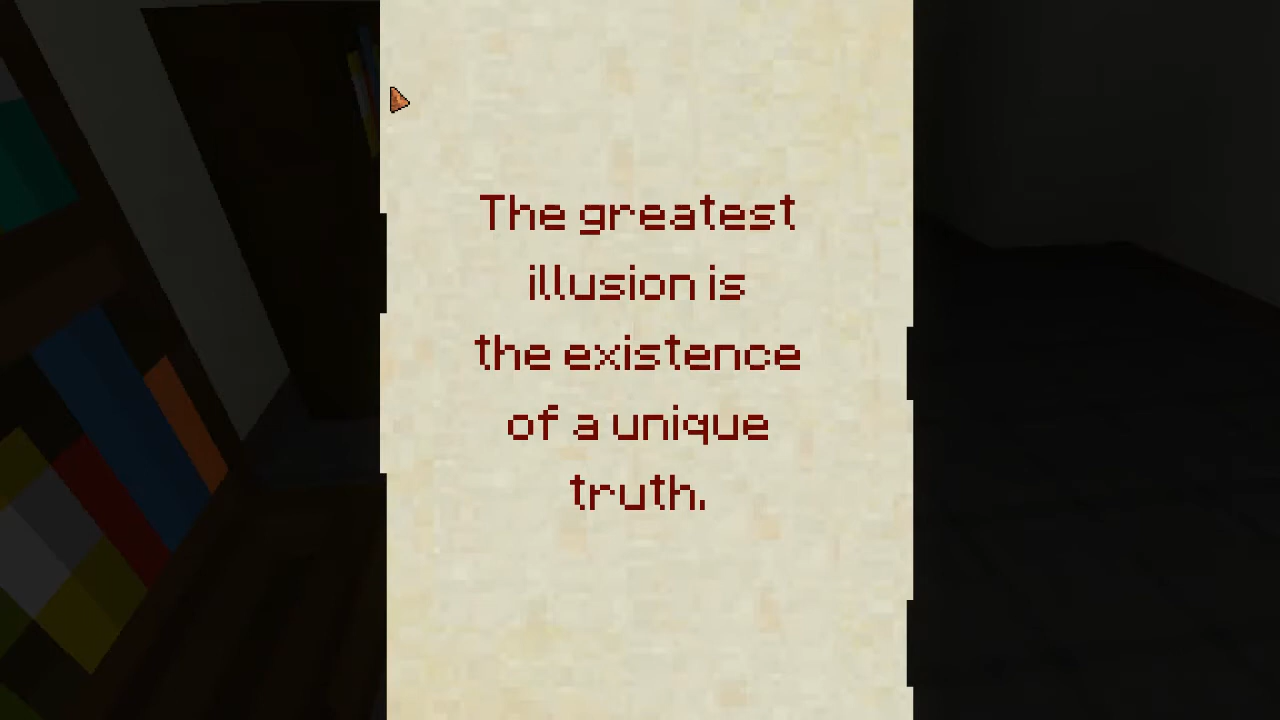 The greatest
illusion is
the existence
of a unique
truth.